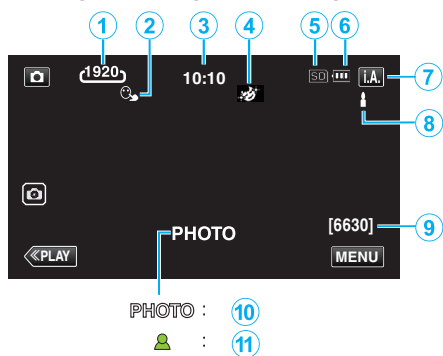 1 2 3 4 5 6
1920 10:10 SD i.A. 7
8
[6630] 9
PHOTO
≪PLAY MENU
PHOTO : 10
: 11